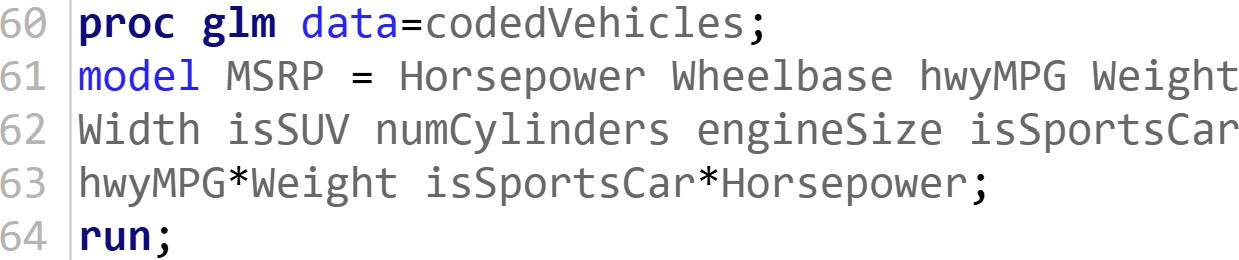 60 proc glm data=codedVehicles;
61 model MSRP = Horsepower Wheelbase hwyMPG Weight
62 Width isSUV numCylinders engineSize isSportsCar
63 hwyMPG*Weight isSportsCar*Horsepower;
64 run;